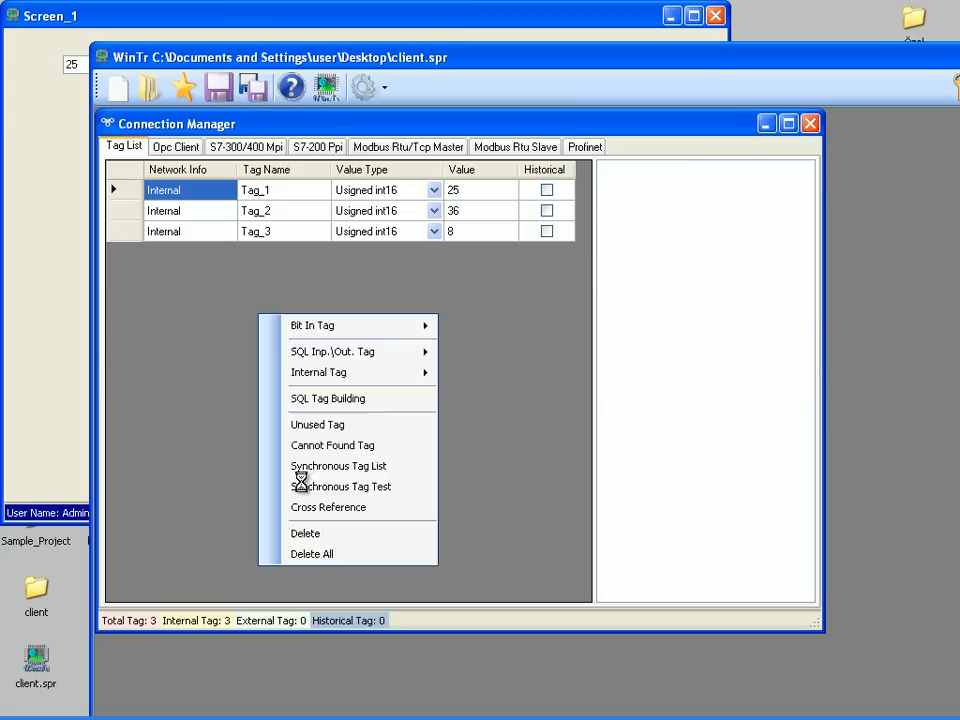 Screen_1
25
WinTr C:\Documents and Settings\user\Desktop\client.spr
WinTr
Connection Manager
Tag List Opc Client S7-300/400 Mpi S7-200 Ppi Modbus Rtu/Tcp Master Modbus Rtu Slave Profinet
Network Info Tag Name Value Type Value Historical
Internal Tag_1 Usigned int16 25
Internal Tag_2 Usigned int16 36
Internal Tag_3 Usigned int16 8
Bit In Tag
SQL Inp.\Out. Tag
Internal Tag
SQL Tag Building
Unused Tag
Cannot Found Tag
Synchronous Tag List
Synchronous Tag Test
Cross Reference
Delete
Delete All
User Name: Admin
Total Tag: 3 Internal Tag: 3 External Tag: 0 Historical Tag: 0
Sample_Project
client
client.spr